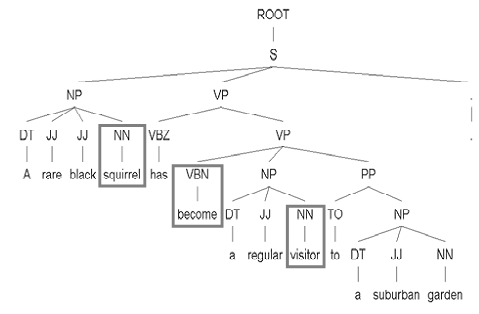 ROOT
S
NP VP
DT JJ JJ NN VBZ VP
A rare black squirrel has VBN NP PP
become DT JJ NN TO NP
a regular visitor to DT JJ NN
a suburban garden